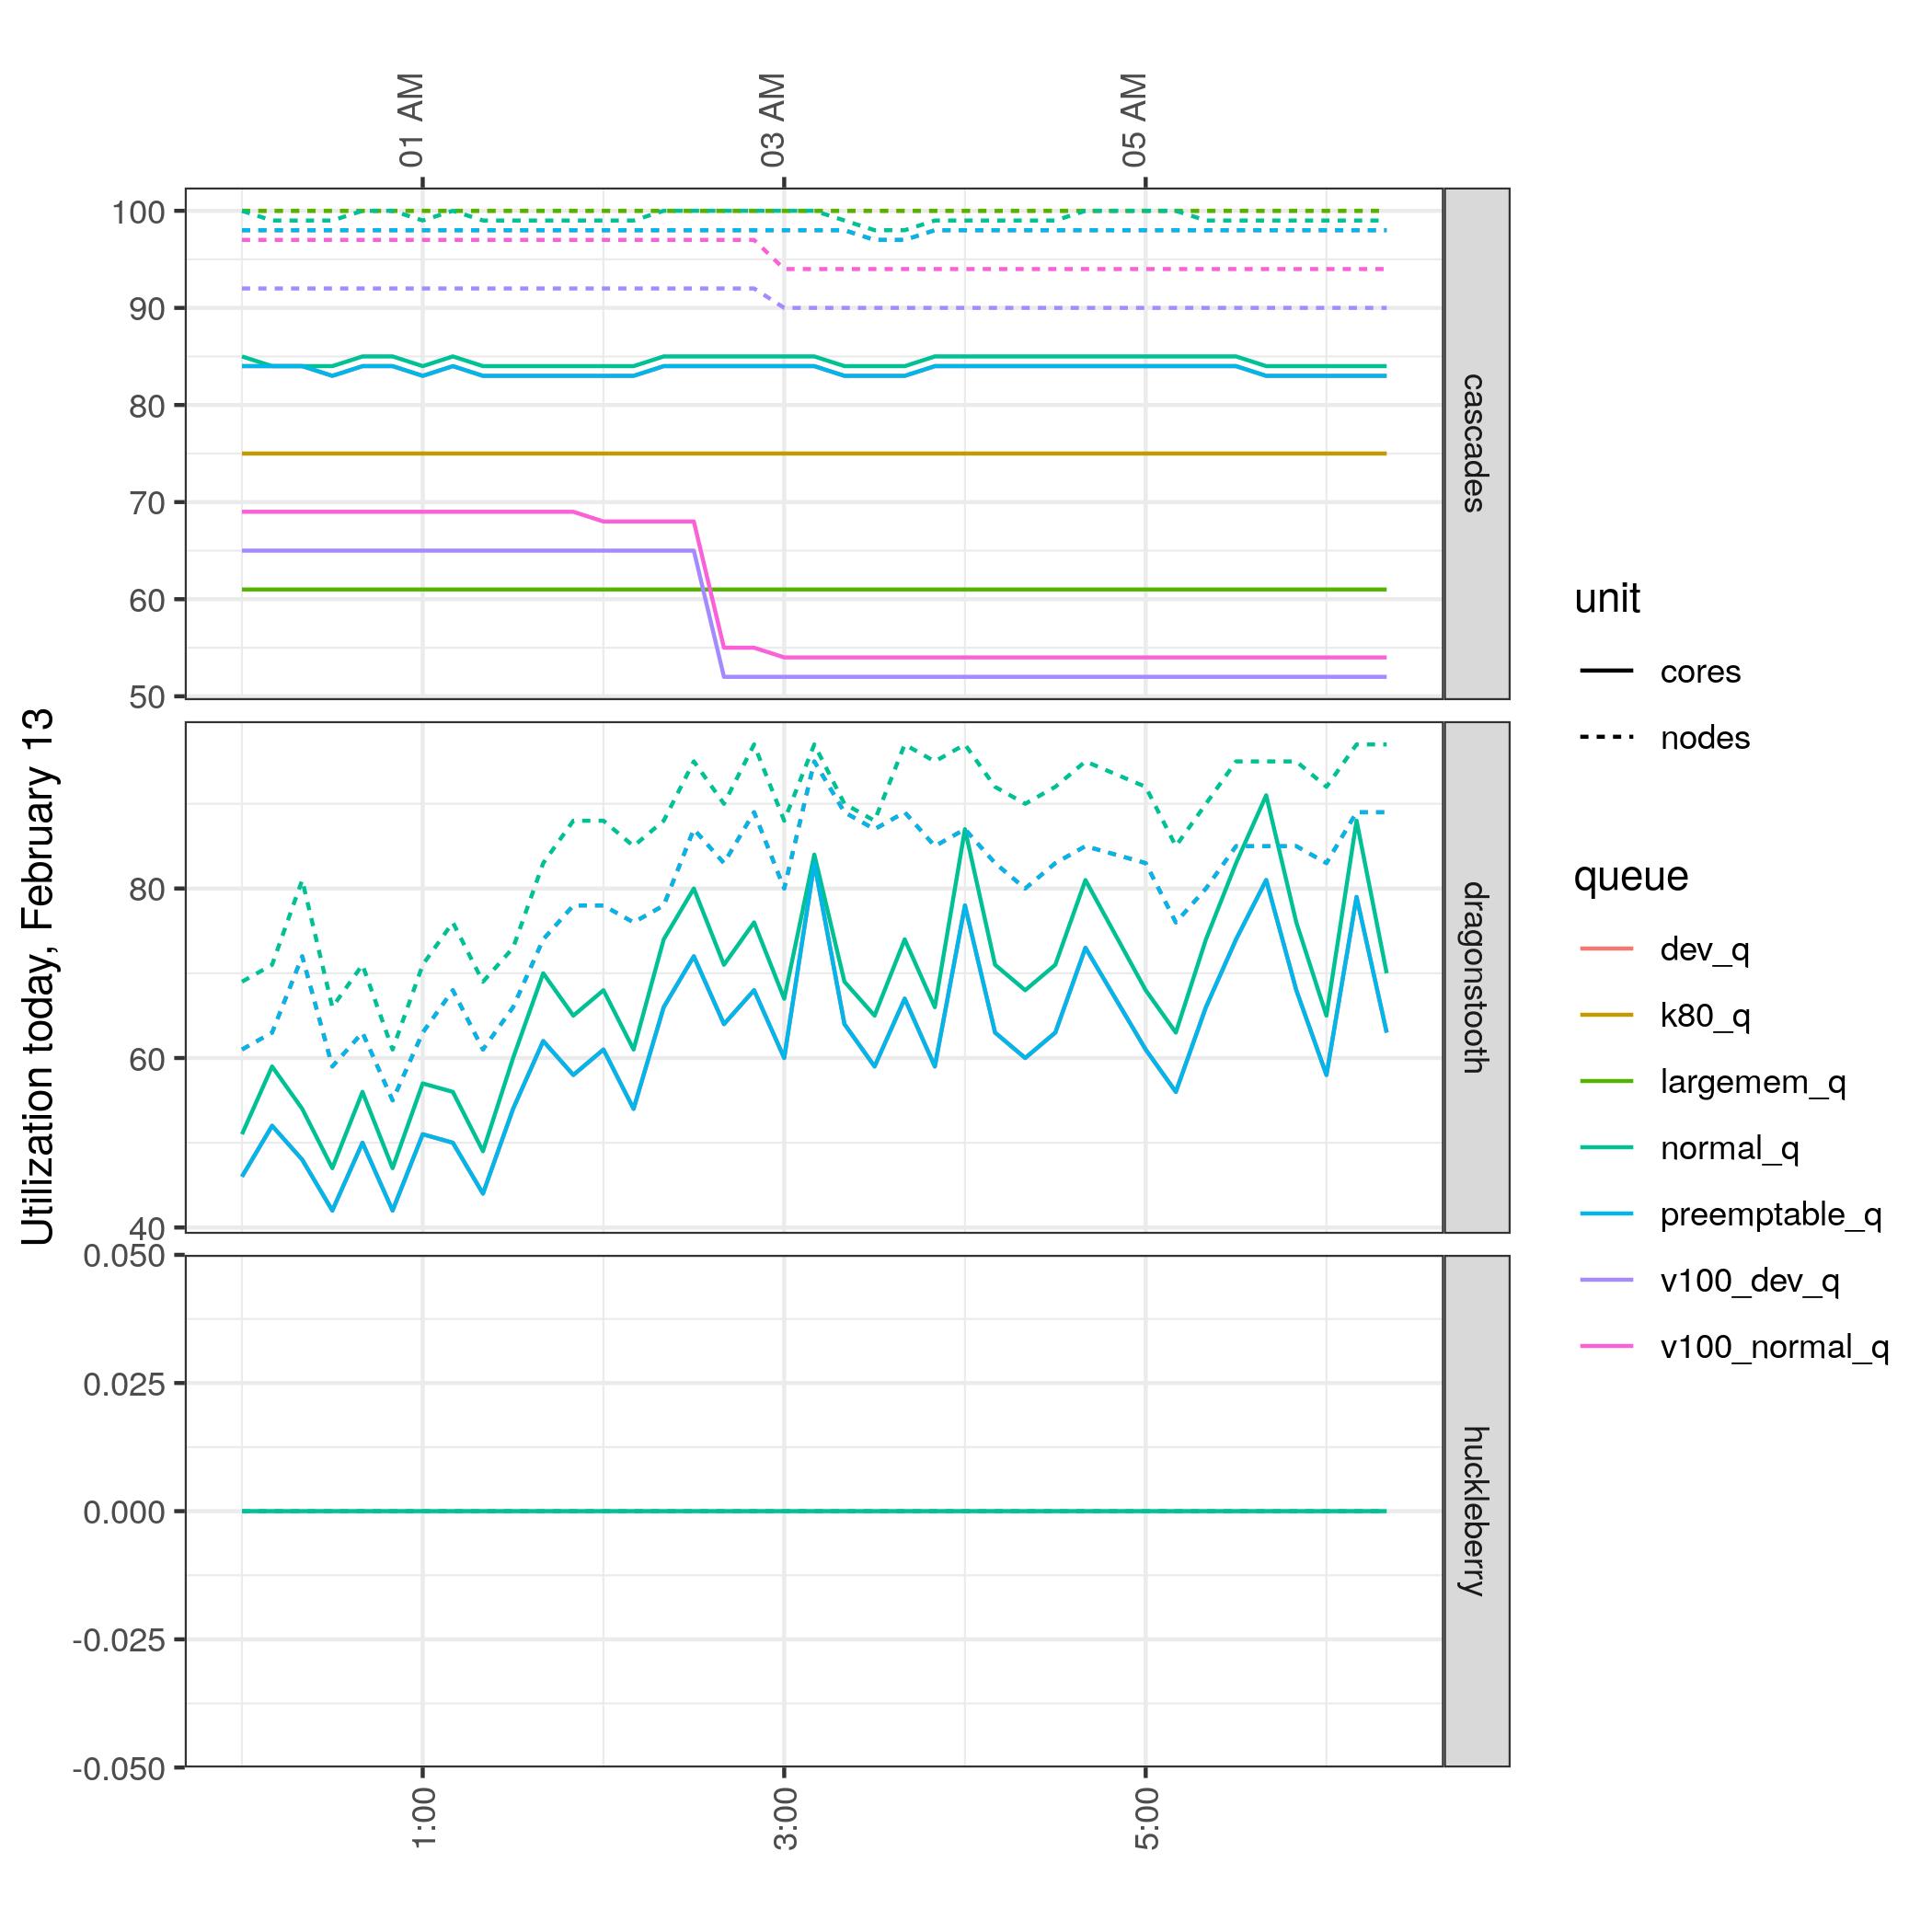 01 AM
03 AM
05 AM
100
90
80
70
60
50
cascades
80
60
40
dragonstooth
0.050
0.025
0.000
-0.025
-0.050
huckleberry
1:00
3:00
5:00
Utilization today, February 13
unit
cores
nodes
queue
dev_q
k80_q
largemem_q
normal_q
preemptable_q
v100_dev_q
v100_normal_q